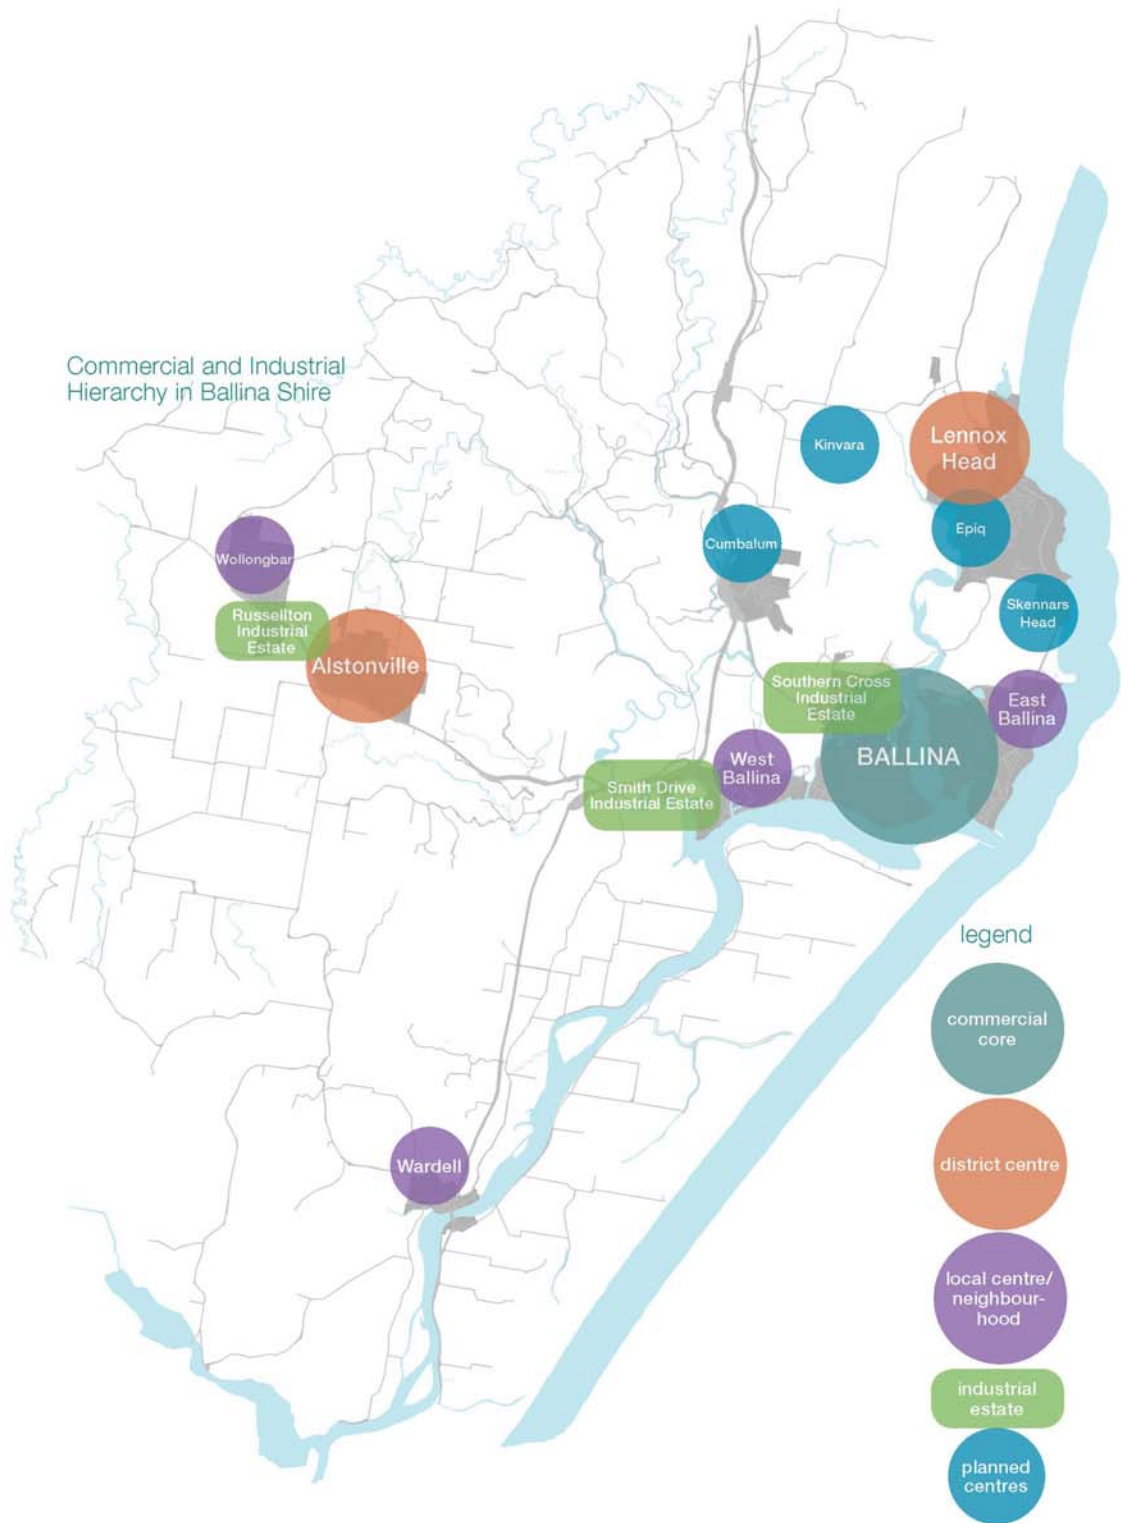 Commercial and Industrial
Hierarchy in Ballina Shire
Kinvara
Lennox
Head
Epiq
Cumbalum
Wollongbar
Skennars
Head
Russellton
Industrial
Estate
Alstonville
Southern Cross
Industrial
Estate
East
Ballina
BALLINA
West
Ballina
Smith Drive
Industrial Estate
Wardell
legend
commercial
core
district centre
local centre/
neighbour-
hood
industrial
estate
planned
centres